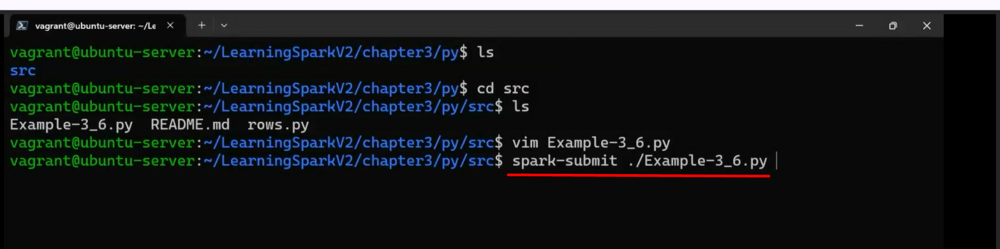 vagrant@ubuntu-server: ~/Le
vagrant@ubuntu-server:~/LearningSparkV2/chapter3/py$ ls
src
vagrant@ubuntu-server:~/LearningSparkV2/chapter3/py$ cd src
vagrant@ubuntu-server:~/LearningSparkV2/chapter3/py/src$ ls
Example-3_6.py  README.md  rows.py
vagrant@ubuntu-server:~/LearningSparkV2/chapter3/py/src$ vim Example-3_6.py
vagrant@ubuntu-server:~/LearningSparkV2/chapter3/py/src$ spark-submit ./Example-3_6.py